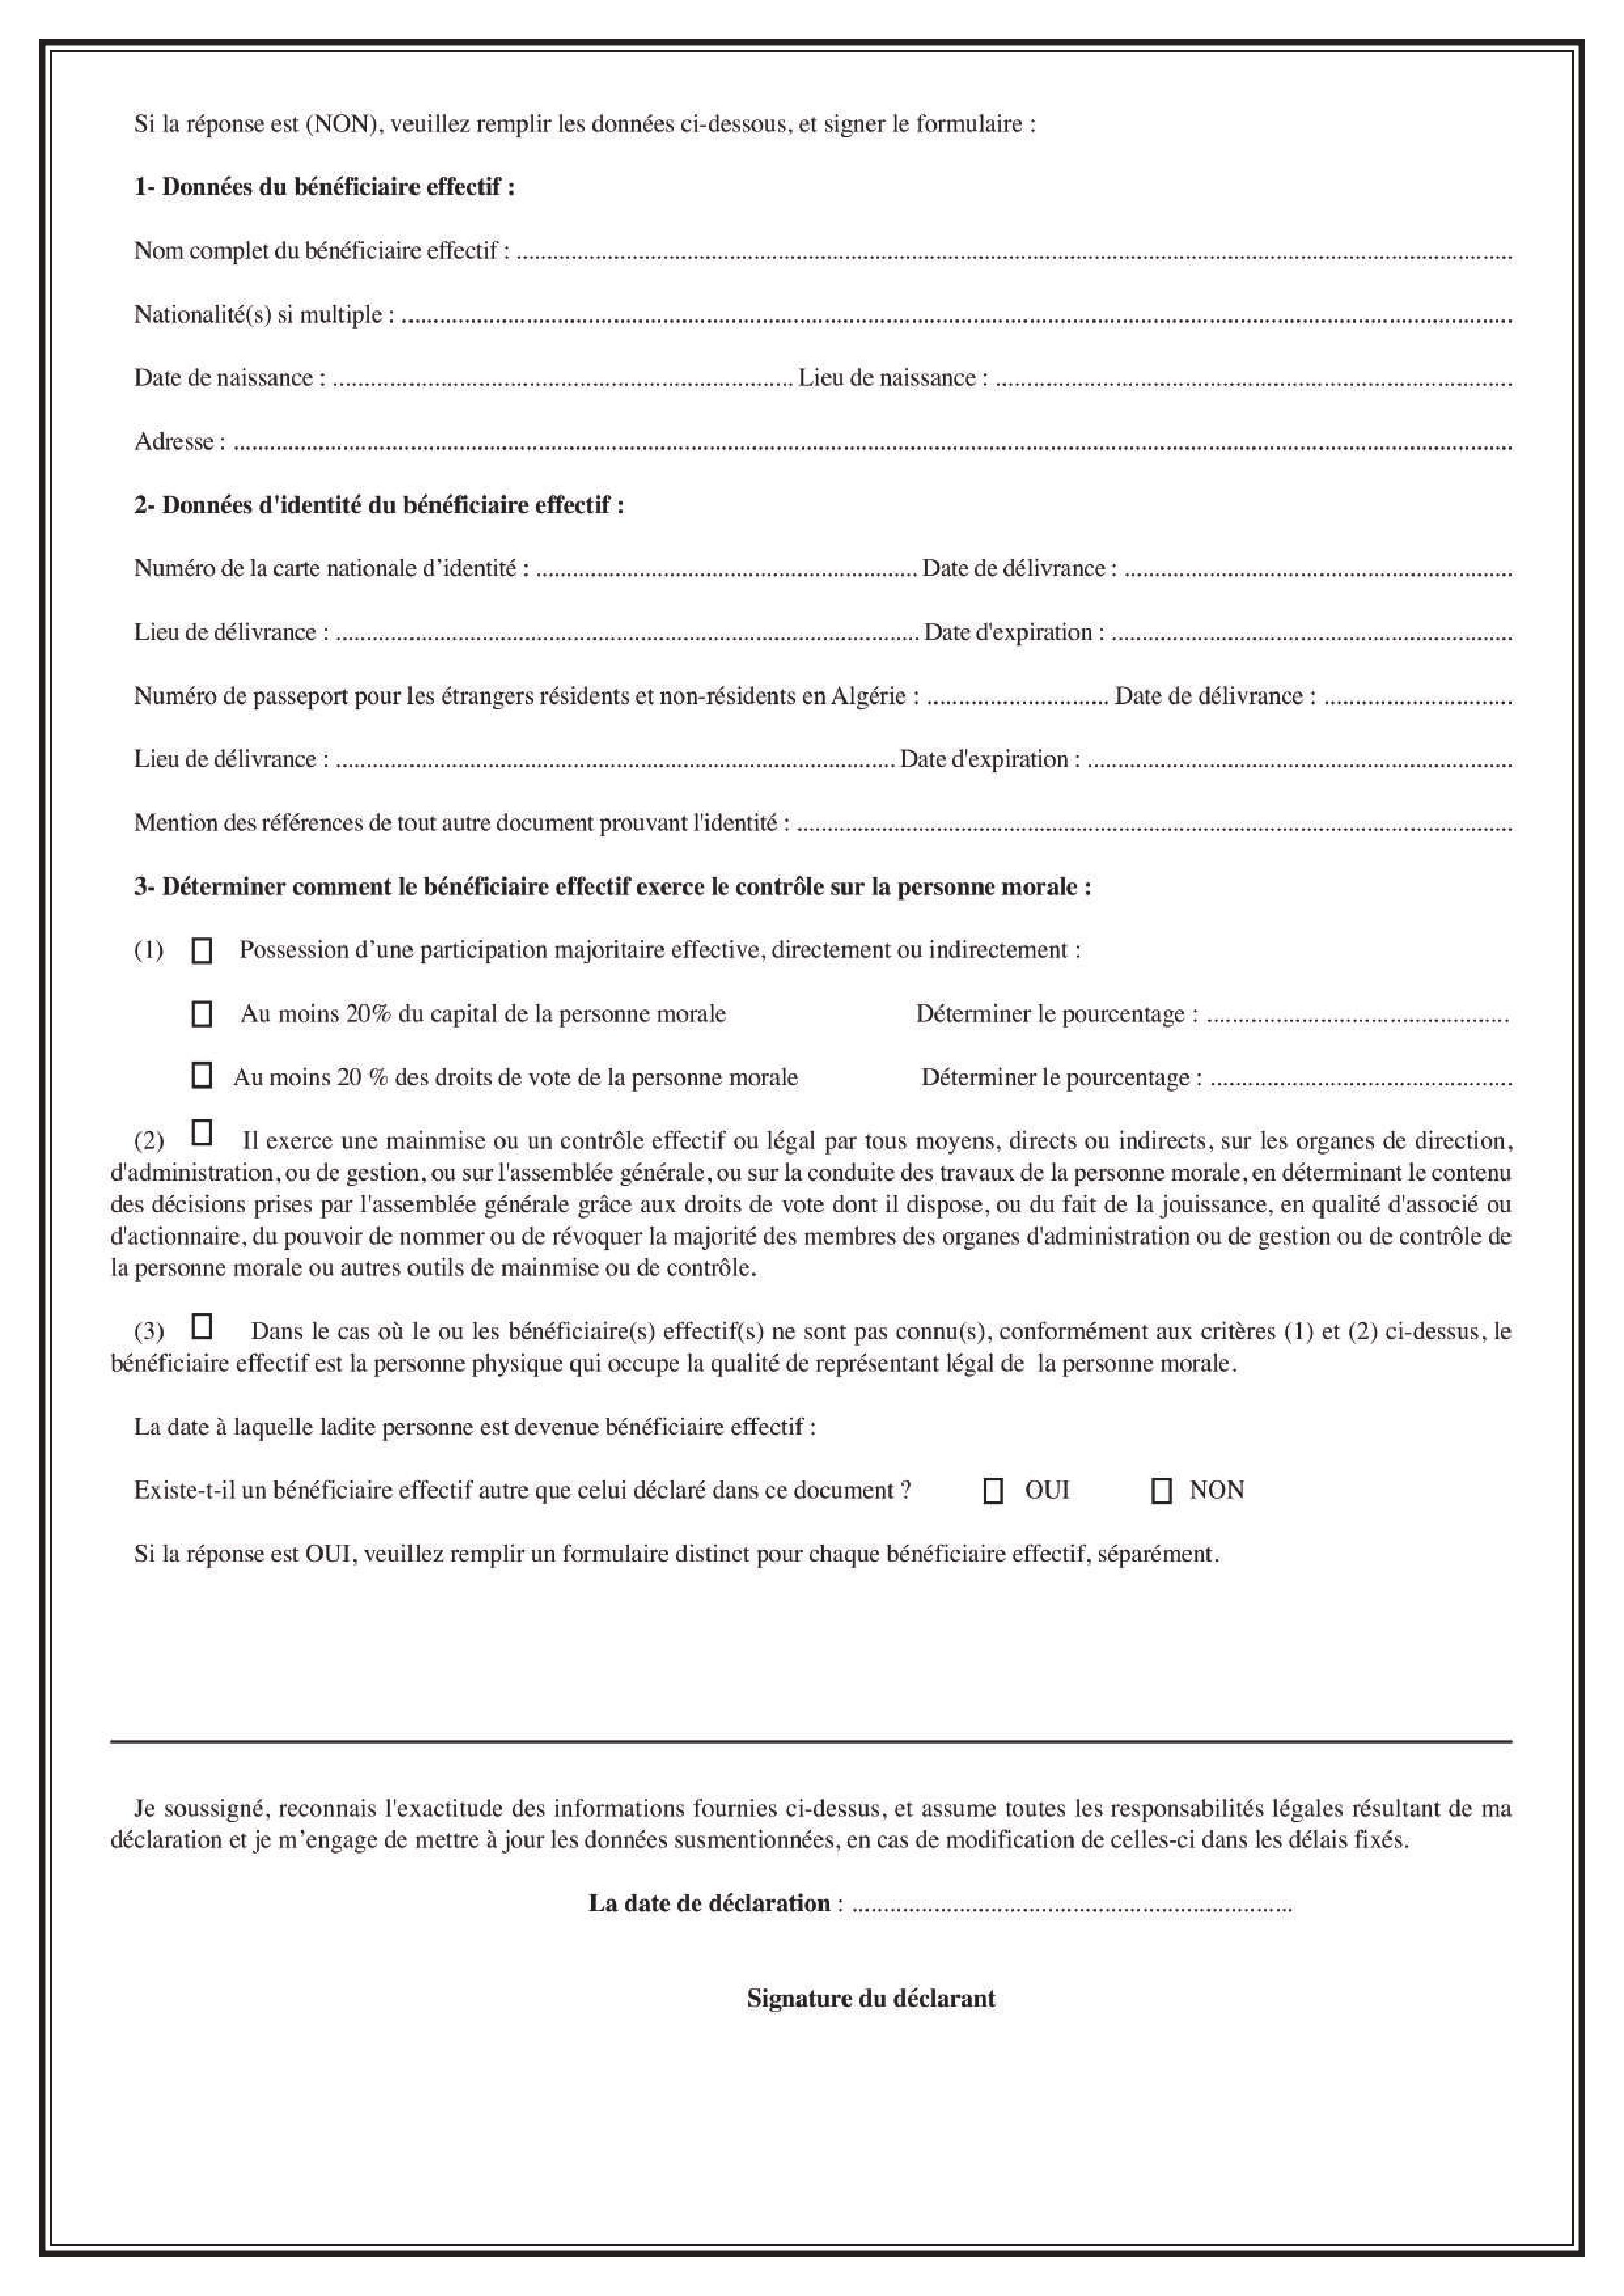 Si la réponse est (NON), veuillez remplir les données ci-dessous, et signer le formulaire :
1- Données du bénéficiaire effectif :
Nom complet du bénéficiaire effectif : ....................................................................................................
Nationalité(s) si multiple : ....................................................................................................
Date de naissance : .......................................................... Lieu de naissance : ..........................................................
Adresse : ....................................................................................................
2- Données d'identité du bénéficiaire effectif :
Numéro de la carte nationale d’identité : .................................................. Date de délivrance : ..................................................
Lieu de délivrance : .................................................. Date d'expiration : ..................................................
Numéro de passeport pour les étrangers résidents et non-résidents en Algérie : ............................. Date de délivrance : ..............................
Lieu de délivrance : .................................................. Date d'expiration : ..................................................
Mention des références de tout autre document prouvant l'identité : ....................................................................................................
3- Déterminer comment le bénéficiaire effectif exerce le contrôle sur la personne morale :
(1) ☐ Possession d’une participation majoritaire effective, directement ou indirectement :
☐ Au moins 20% du capital de la personne morale Déterminer le pourcentage : ................................................
☐ Au moins 20 % des droits de vote de la personne morale Déterminer le pourcentage : ................................................
(2) ☐ Il exerce une mainmise ou un contrôle effectif ou légal par tous moyens, directs ou indirects, sur les organes de direction,
d'administration, ou de gestion, ou sur l'assemblée générale, ou sur la conduite des travaux de la personne morale, en déterminant le contenu
des décisions prises par l'assemblée générale grâce aux droits de vote dont il dispose, ou du fait de la jouissance, en qualité d'associé ou
d'actionnaire, du pouvoir de nommer ou de révoquer la majorité des membres des organes d'administration ou de gestion ou de contrôle de
la personne morale ou autres outils de mainmise ou de contrôle.
(3) ☐ Dans le cas où le ou les bénéficiaire(s) effectif(s) ne sont pas connu(s), conformément aux critères (1) et (2) ci-dessus, le
bénéficiaire effectif est la personne physique qui occupe la qualité de représentant légal de la personne morale.
La date à laquelle ladite personne est devenue bénéficiaire effectif :
Existe-t-il un bénéficiaire effectif autre que celui déclaré dans ce document ? ☐ OUI ☐ NON
Si la réponse est OUI, veuillez remplir un formulaire distinct pour chaque bénéficiaire effectif, séparément.
Je soussigné, reconnais l'exactitude des informations fournies ci-dessus, et assume toutes les responsabilités légales résultant de ma
déclaration et je m’engage de mettre à jour les données susmentionnées, en cas de modification de celles-ci dans les délais fixés.
La date de déclaration : ......................................................................
Signature du déclarant